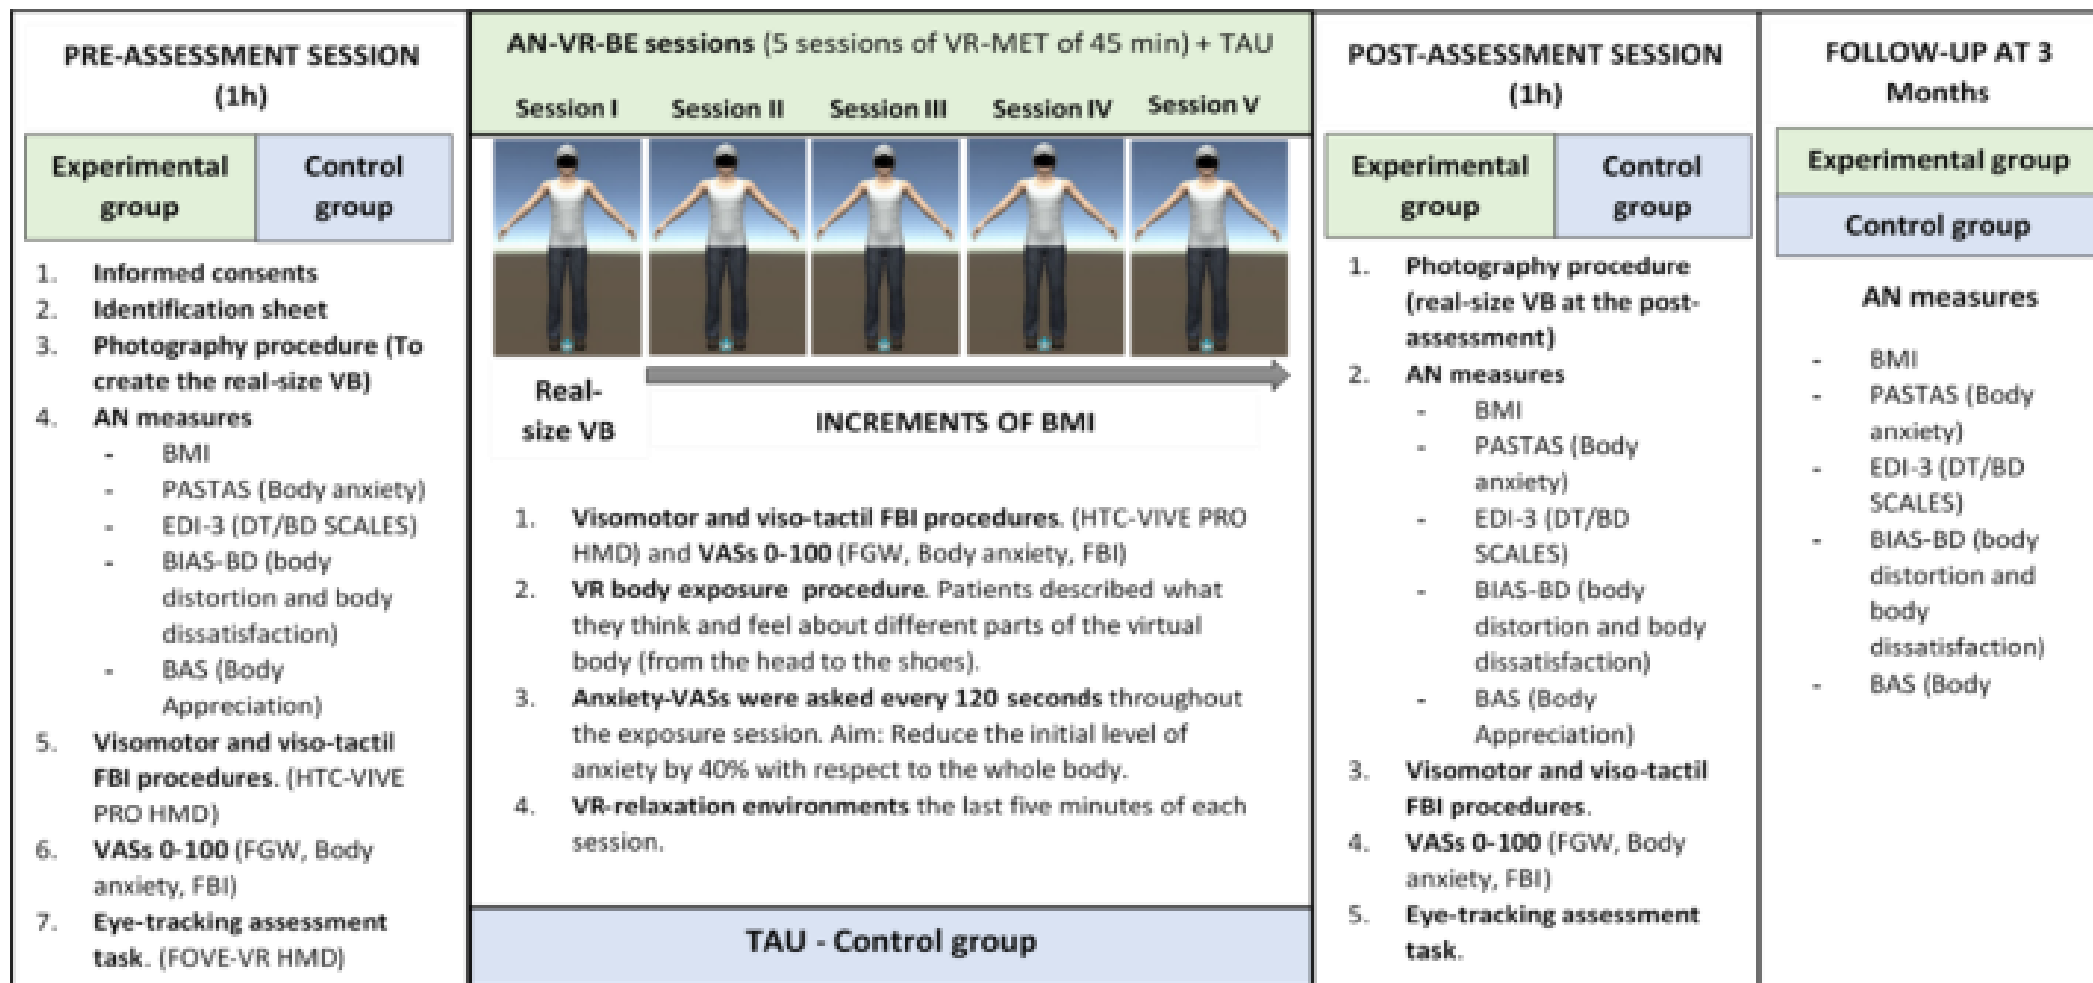 PRE-ASSESSMENT SESSION
(1h)
Experimental
group
Control
group
1. Informed consents
2. Identification sheet
3. Photography procedure (To
create the real-size VB)
4. AN measures
- BMI
- PASTAS (Body anxiety)
- EDI-3 (DT/BD SCALES)
- BIAS-BD (body
distortion and body
dissatisfaction)
- BAS (Body
Appreciation)
5. Visomotor and viso-tactil
FBI procedures. (HTC-VIVE
PRO HMD)
6. VASs 0-100 (FGW, Body
anxiety, FBI)
7. Eye-tracking assessment
task. (FOVE-VR HMD)
AN-VR-BE sessions (5 sessions of VR-MET of 45 min) + TAU
Session I Session II Session III Session IV Session V
Real-
size VB
INCREMENTS OF BMI
1. Visomotor and viso-tactil FBI procedures. (HTC-VIVE PRO
HMD) and VASs 0-100 (FGW, Body anxiety, FBI)
2. VR body exposure procedure. Patients described what
they think and feel about different parts of the virtual
body (from the head to the shoes).
3. Anxiety-VASs were asked every 120 seconds throughout
the exposure session. Aim: Reduce the initial level of
anxiety by 40% with respect to the whole body.
4. VR-relaxation environments the last five minutes of each
session.
TAU - Control group
POST-ASSESSMENT SESSION
(1h)
Experimental
group
Control
group
1. Photography procedure
(real-size VB at the post-
assessment)
2. AN measures
- BMI
- PASTAS (Body
anxiety)
- EDI-3 (DT/BD
SCALES)
- BIAS-BD (body
distortion and body
dissatisfaction)
- BAS (Body
Appreciation)
3. Visomotor and viso-tactil
FBI procedures.
4. VASs 0-100 (FGW, Body
anxiety, FBI)
5. Eye-tracking assessment
task.
FOLLOW-UP AT 3
Months
Experimental group
Control group
AN measures
- BMI
- PASTAS (Body
anxiety)
- EDI-3 (DT/BD
SCALES)
- BIAS-BD (body
distortion and
body
dissatisfaction)
- BAS (Body